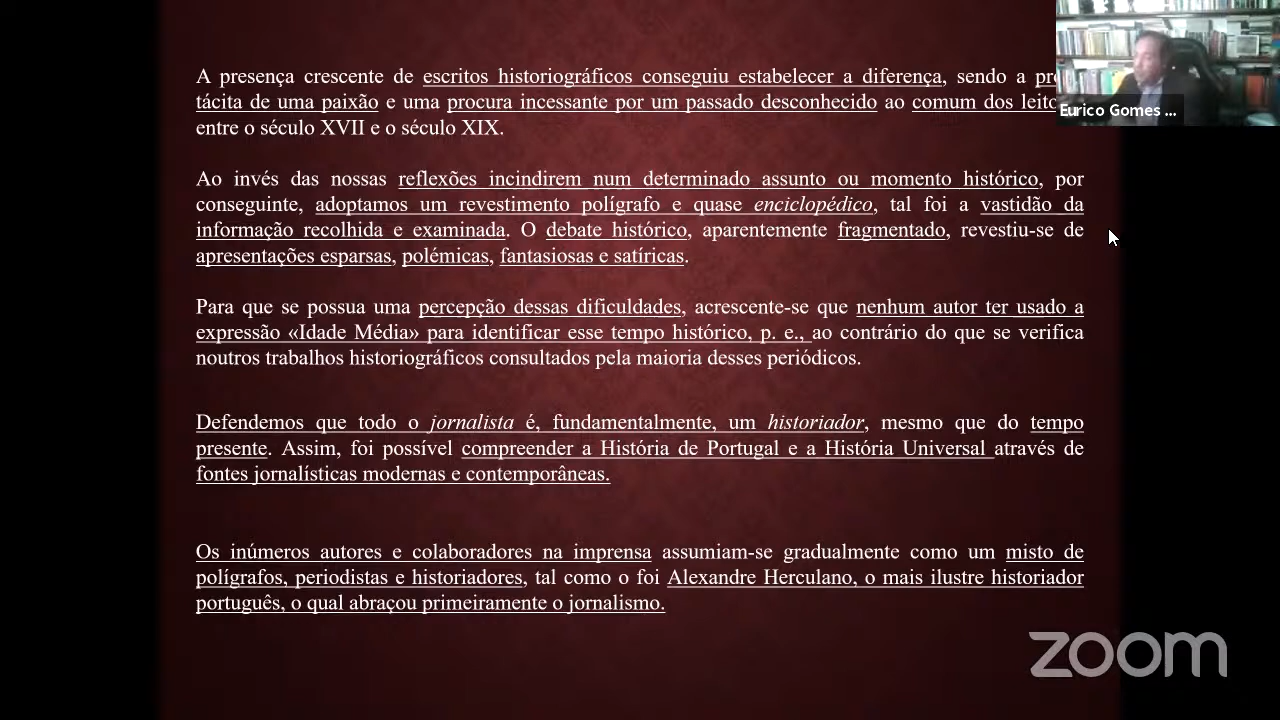 A presença crescente de escritos historiográficos conseguiu estabelecer a diferença, sendo a
tácita de uma paixão e uma procura incessante por um passado desconhecido ao comum dos
entre o século XVII e o século XIX.
Ao invés das nossas reflexões incindirem num determinado assunto ou momento histórico, por
conseguinte, adoptamos um revestimento polígrafo e quase enciclopédico, tal foi a vastidão da
informação recolhida e examinada. O debate histórico, aparentemente fragmentado, revestiu-se de
apresentações esparsas, polémicas, fantasiosas e satíricas.
Para que se possua uma percepção dessas dificuldades, acrescente-se que nenhum autor ter usado a
expressão «Idade Média» para identificar esse tempo histórico, p. e., ao contrário do que se verifica
noutros trabalhos historiográficos consultados pela maioria desses periódicos.
Defendemos que todo o jornalista é, fundamentalmente, um historiador, mesmo que do tempo
presente. Assim, foi possível compreender a História de Portugal e a História Universal através de
fontes jornalísticas modernas e contemporâneas.
Os inúmeros autores e colaboradores na imprensa assumiam-se gradualmente como um misto de
polígrafos, periodistas e historiadores, tal como o foi Alexandre Herculano, o mais ilustre historiador
português, o qual abraçou primeiramente o jornalismo.
Eurico Gomes ...
zoom